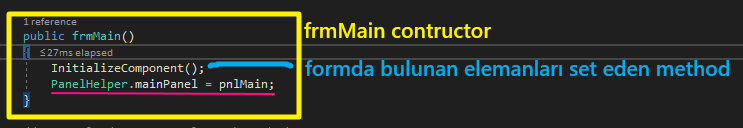 1 reference
public frmMain()
{ ≤27ms elapsed
InitializeComponent();
PanelHelper.mainPanel = pnlMain;
}
frmMain contructor
formda bulunan elemanları set eden method